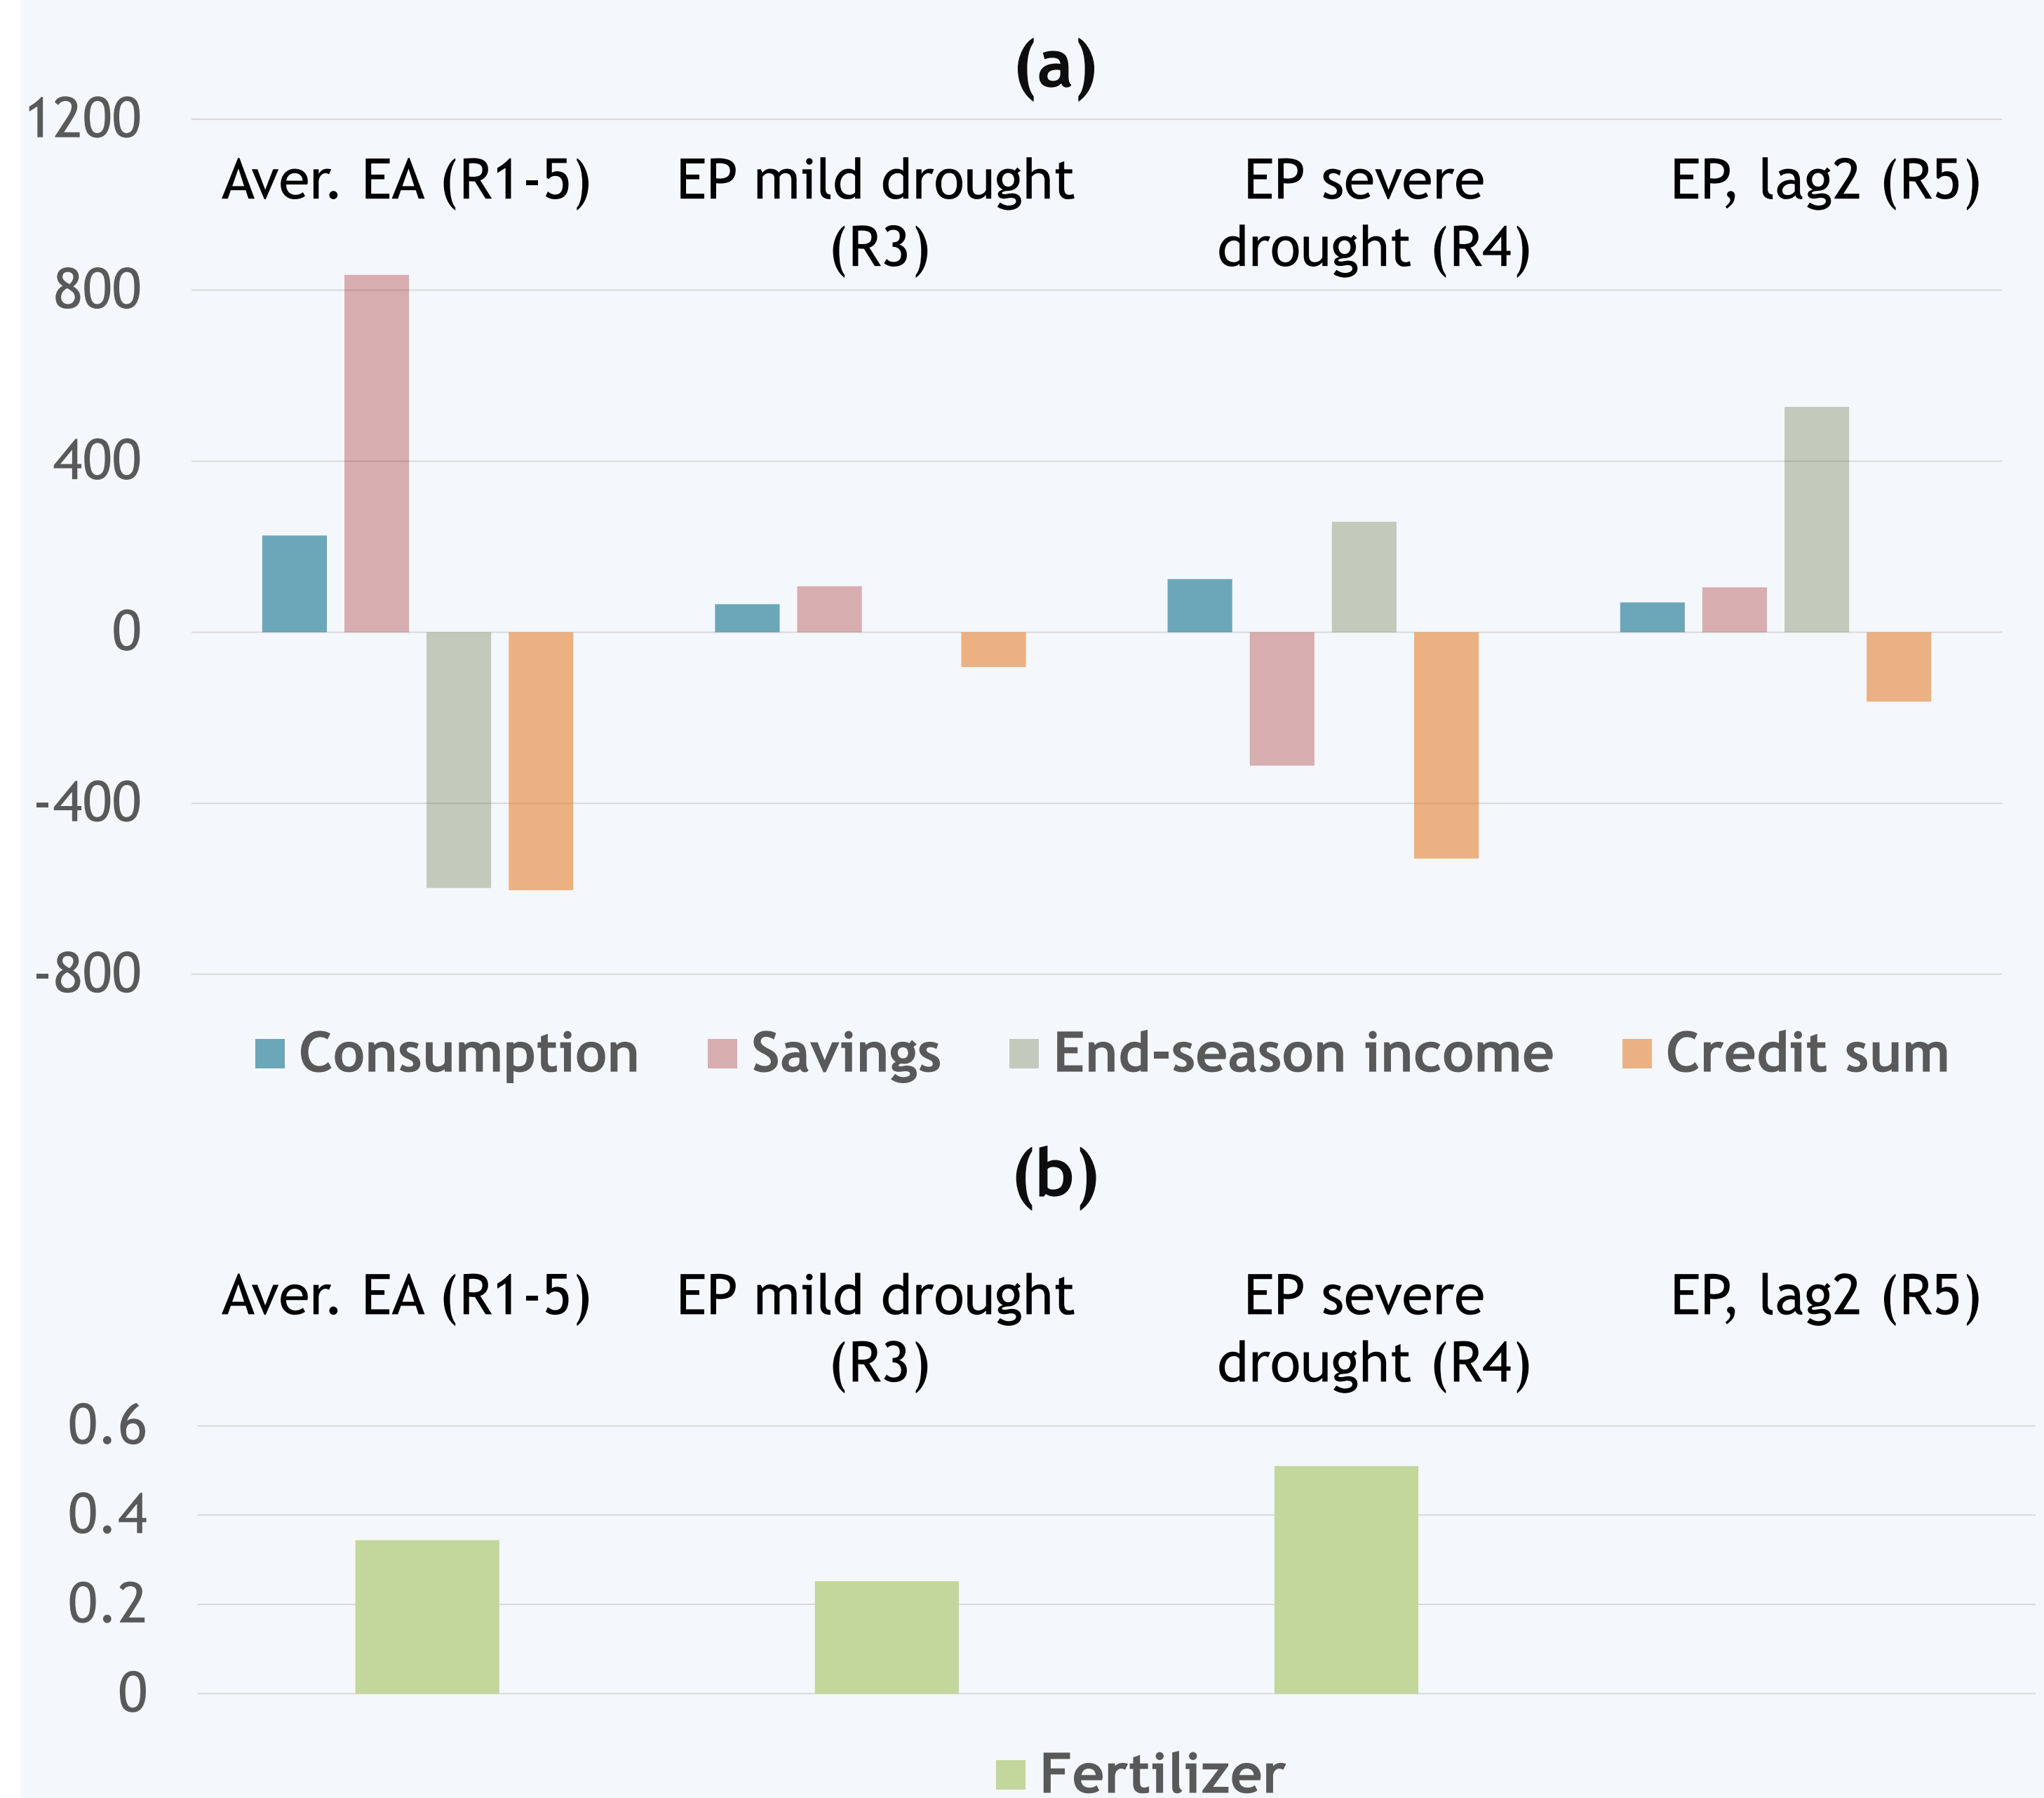 (a)
1200
Aver. EA (R1-5) EP mild drought EP severe EP, lag2 (R5)
(R3) drought (R4)
800
400
0
-400
-800
Consumption Savings End-season income Credit sum
(b)
Aver. EA (R1-5) EP mild drought EP severe EP, lag2 (R5)
(R3) drought (R4)
0.6
0.4
0.2
0
Fertilizer